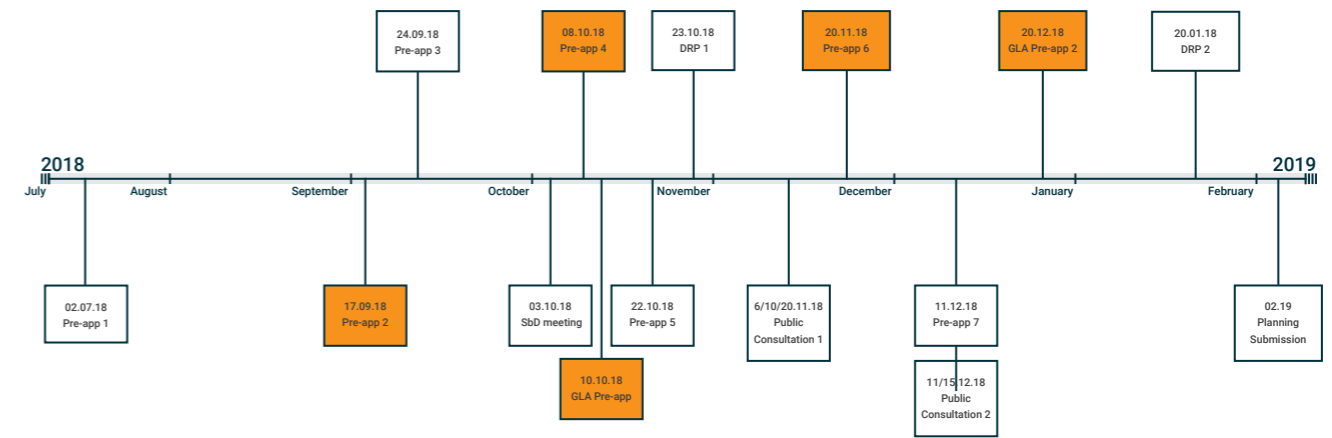 24.09.18
Pre-app 3
08.10.18
Pre-app 4
23.10.18
DRP 1
20.11.18
Pre-app 6
20.12.18
GLA Pre-app 2
20.01.18
DRP 2
2018
2019
July
August
September
October
November
December
January
February
02.07.18
Pre-app 1
17.09.18
Pre-app 2
03.10.18
SbD meeting
22.10.18
Pre-app 5
6/10/20.11.18
Public
Consultation 1
11.12.18
Pre-app 7
02.19
Planning
Submission
10.10.18
GLA Pre-app
11/15/12.18
Public
Consultation 2